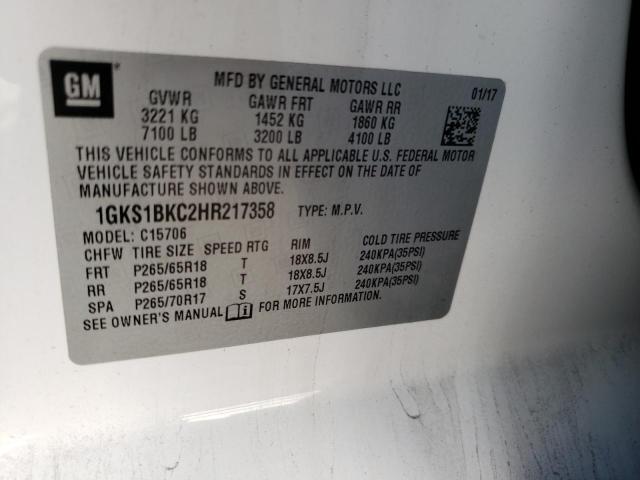 GM
MFD BY GENERAL MOTORS LLC 01/17
GVWR GAWR FRT GAWR RR
3221 KG 1452 KG 1860 KG
7100 LB 3200 LB 4100 LB
THIS VEHICLE CONFORMS TO ALL APPLICABLE U.S. FEDERAL MOTOR
VEHICLE SAFETY STANDARDS IN EFFECT ON THE DATE OF
MANUFACTURE SHOWN ABOVE.
1GKS1BKC2HR217358 TYPE: M.P.V.
MODEL: C15706
CHFW TIRE SIZE SPEED RTG RIM COLD TIRE PRESSURE
FRT P265/65R18 T 18X8.5J 240KPA(35PSI)
RR P265/65R18 T 18X8.5J 240KPA(35PSI)
SPA P265/70R17 S 17X7.5J 240KPA(35PSI)
SEE OWNER'S MANUAL FOR MORE INFORMATION.